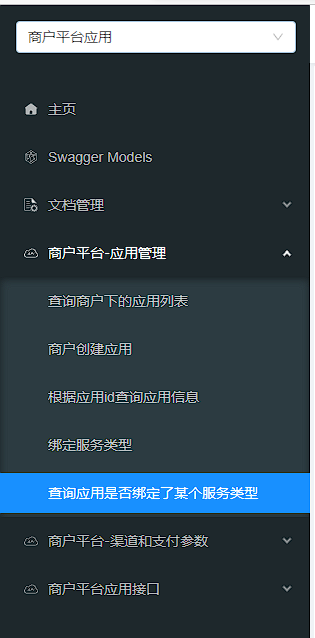 商户平台应用
主页
Swagger Models
文档管理
商户平台-应用管理
查询商户下的应用列表
商户创建应用
根据应用id查询应用信息
绑定服务类型
查询应用是否绑定了某个服务类型
商户平台-渠道和支付参数
商户平台应用接口